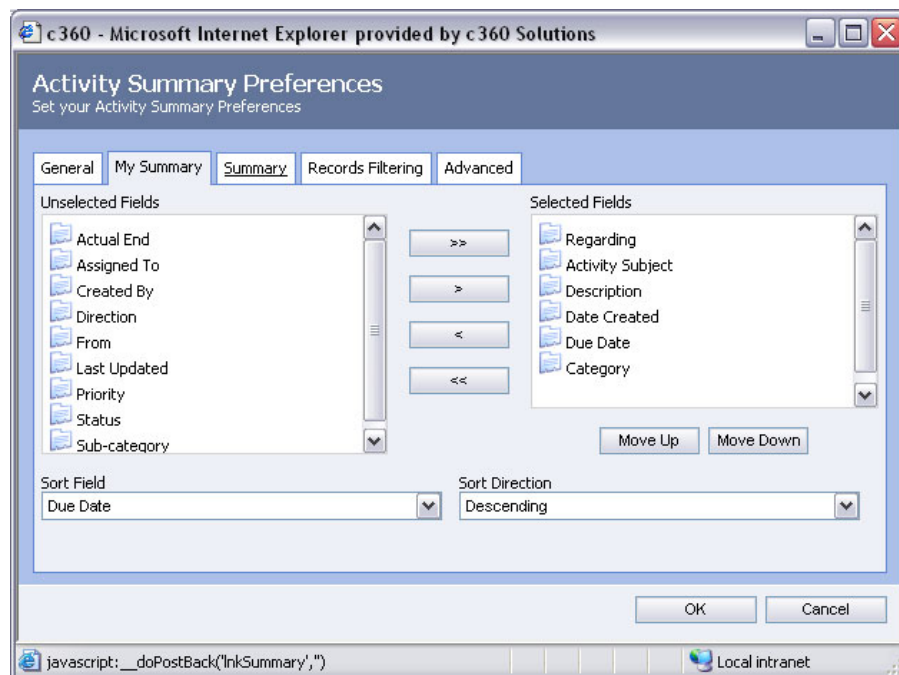 c360 - Microsoft Internet Explorer provided by c360 Solutions
Activity Summary Preferences
Set your Activity Summary Preferences
General My Summary Summary Records Filtering Advanced
Unselected Fields
Actual End
Assigned To
Created By
Direction
From
Last Updated
Priority
Status
Sub-category
>>
>
<
<<
Selected Fields
Regarding
Activity Subject
Description
Date Created
Due Date
Category
Move Up Move Down
Sort Field
Due Date
Sort Direction
Descending
OK Cancel
javascript:__doPostBack('lnkSummary','') Local intranet